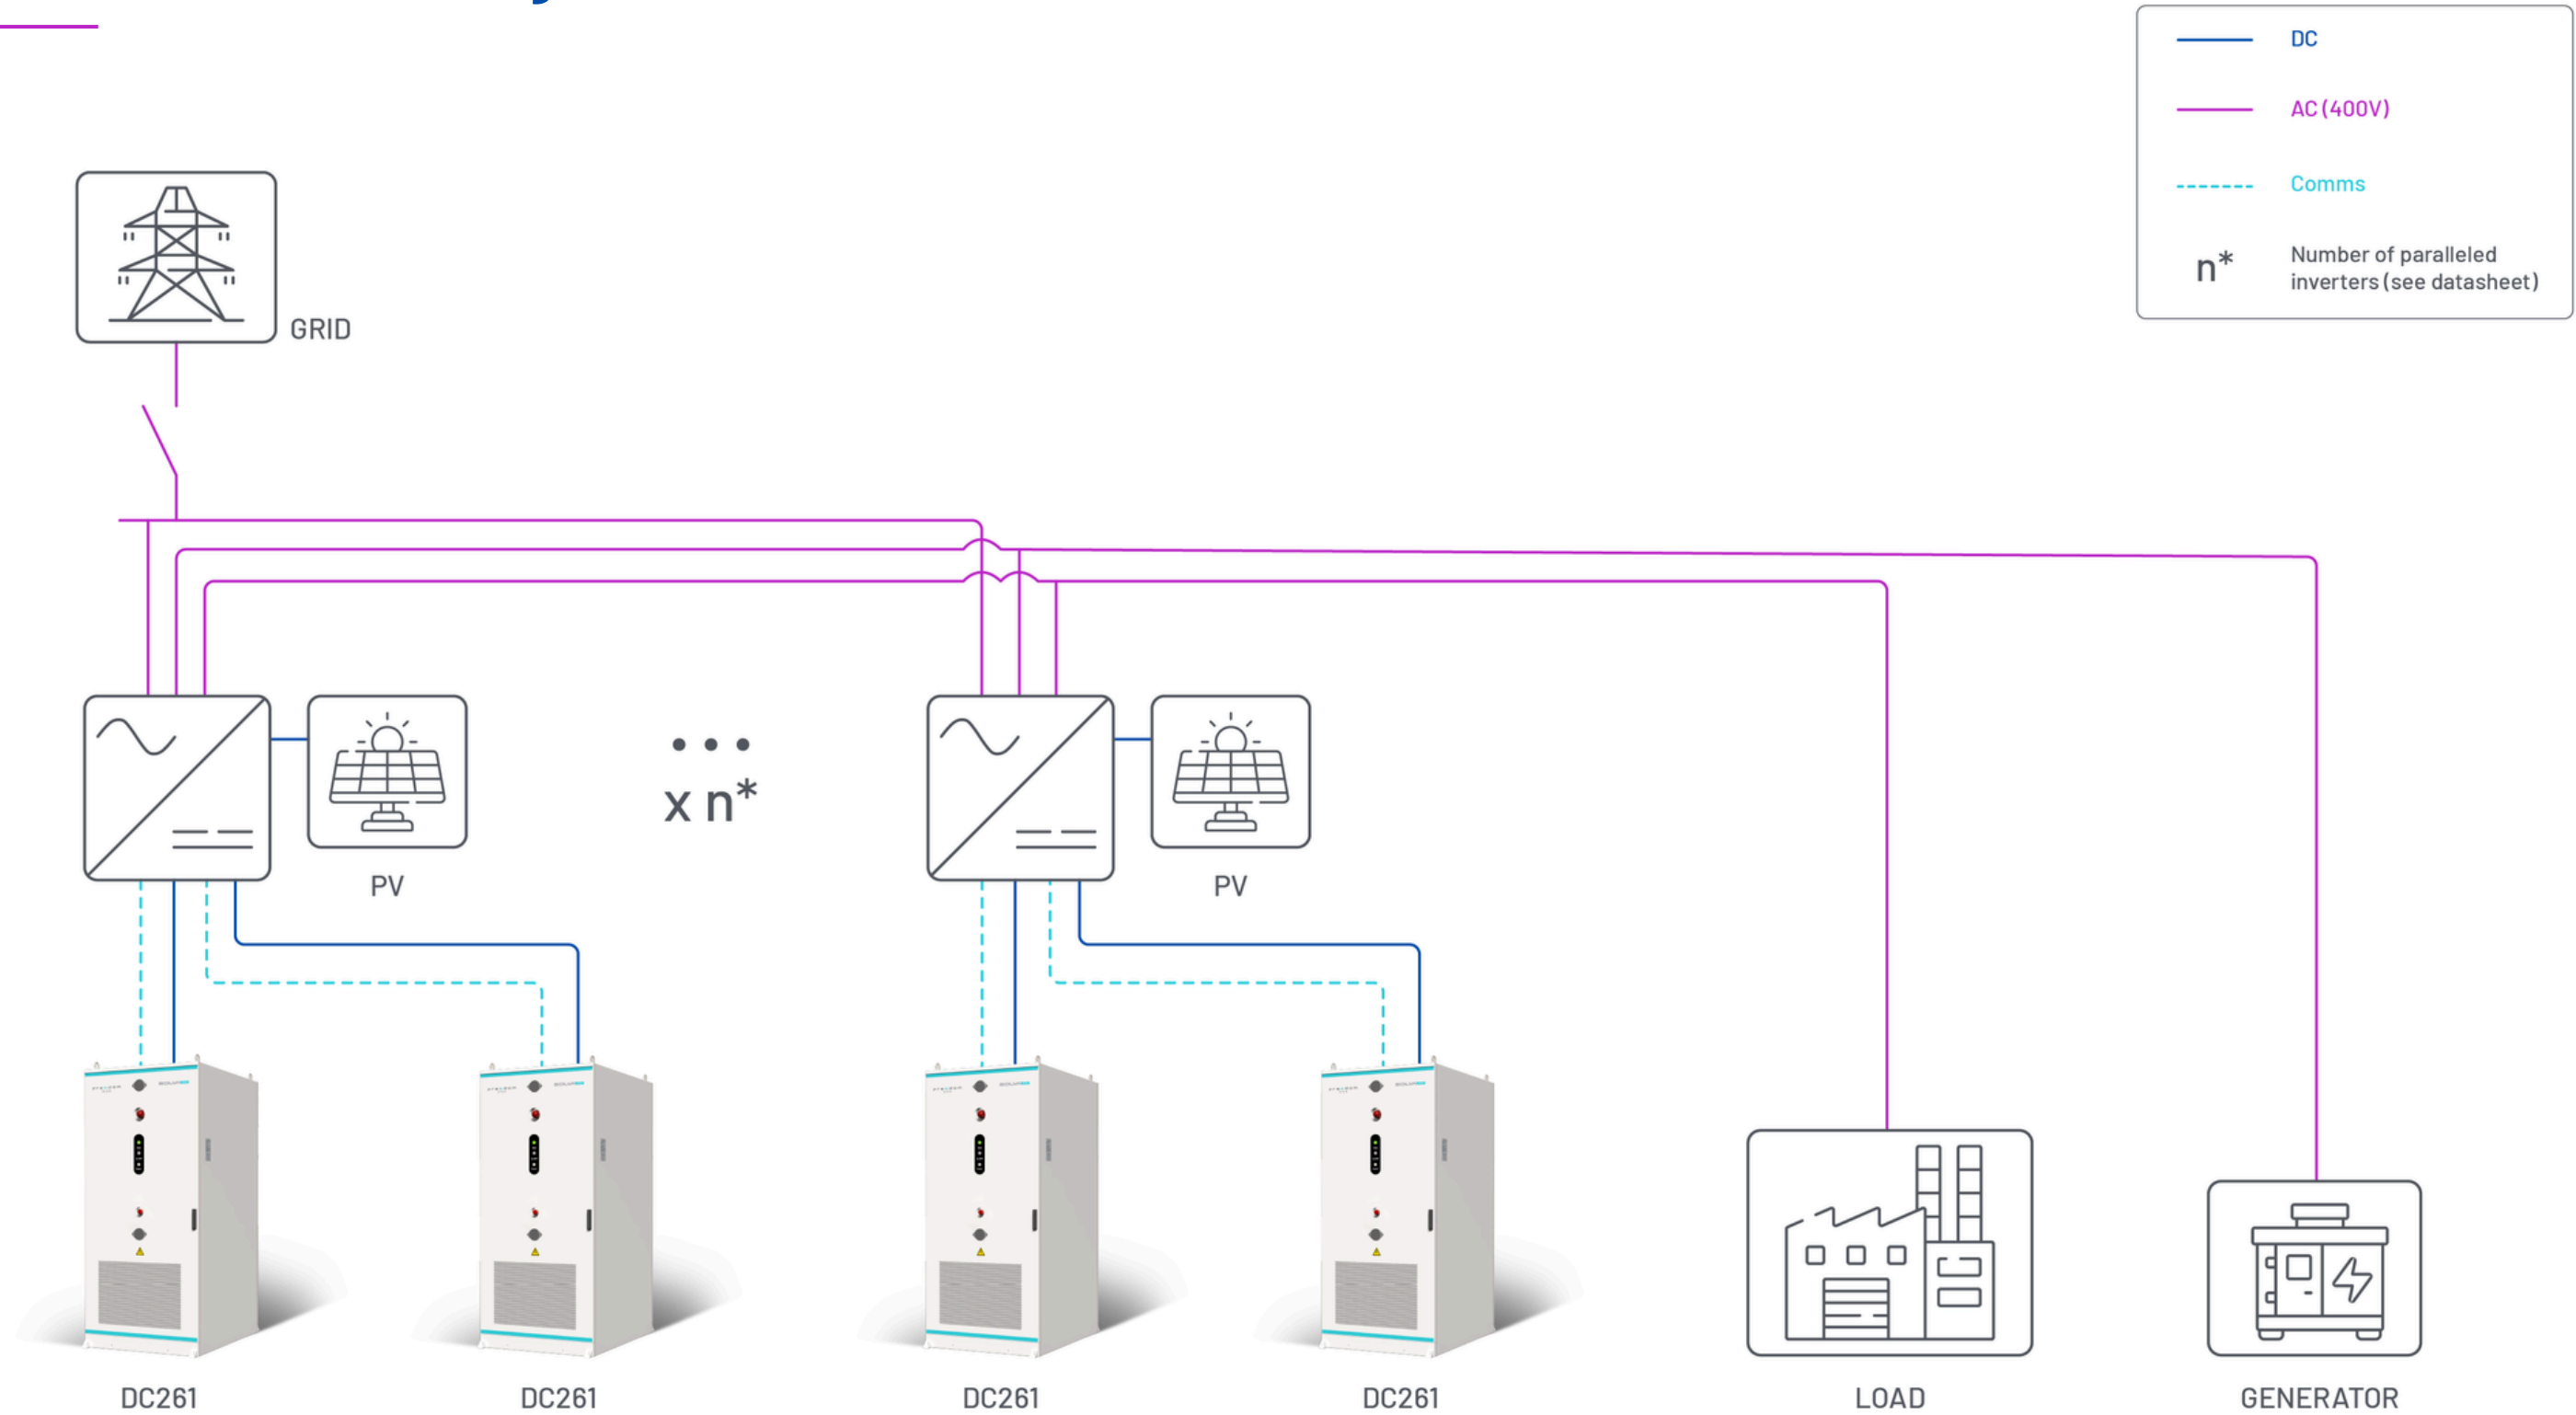 DC
AC (400V)
Comms
n*
Number of paralleled
inverters (see datasheet)
GRID
x n*
PV
PV
DC261
DC261
DC261
DC261
LOAD
GENERATOR